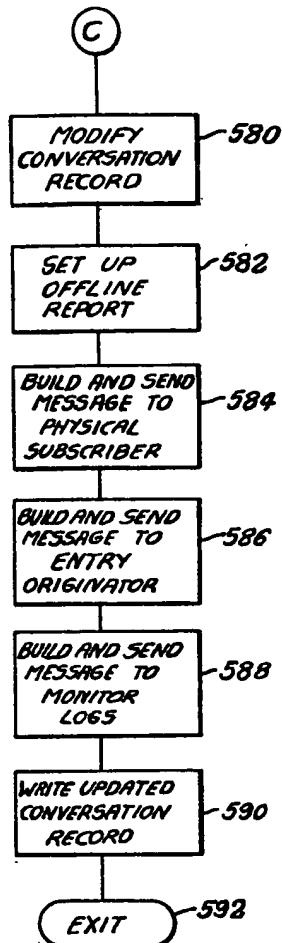 C
MODIFY
CONVERSATION
RECORD
580
SET UP
OFFLINE
REPORT
582
BUILD AND SEND
MESSAGE TO
PHYSICAL
SUBSCRIBER
584
BUILD AND SEND
MESSAGE TO
ENTRY
ORIGINATOR
586
BUILD AND SEND
MESSAGE TO
MONITOR
LOGS
588
WRITE UPDATED
CONVERSATION
RECORD
590
EXIT
592